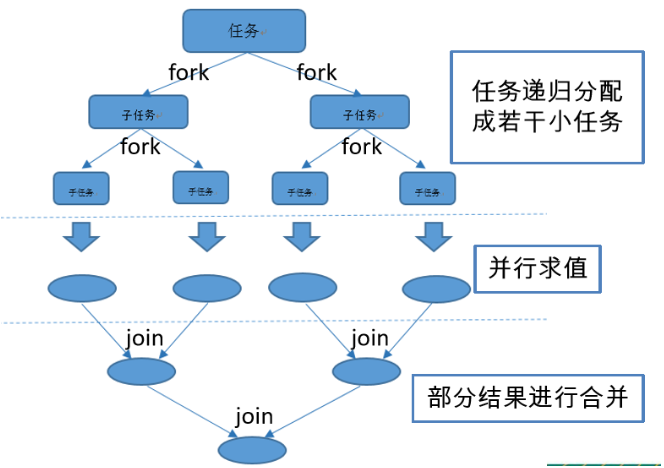 任务
fork
fork
子任务
子任务
任务递归分配
成若干小任务
fork
fork
子任务
子任务
子任务
子任务
并行求值
join
join
部分结果进行合并
join